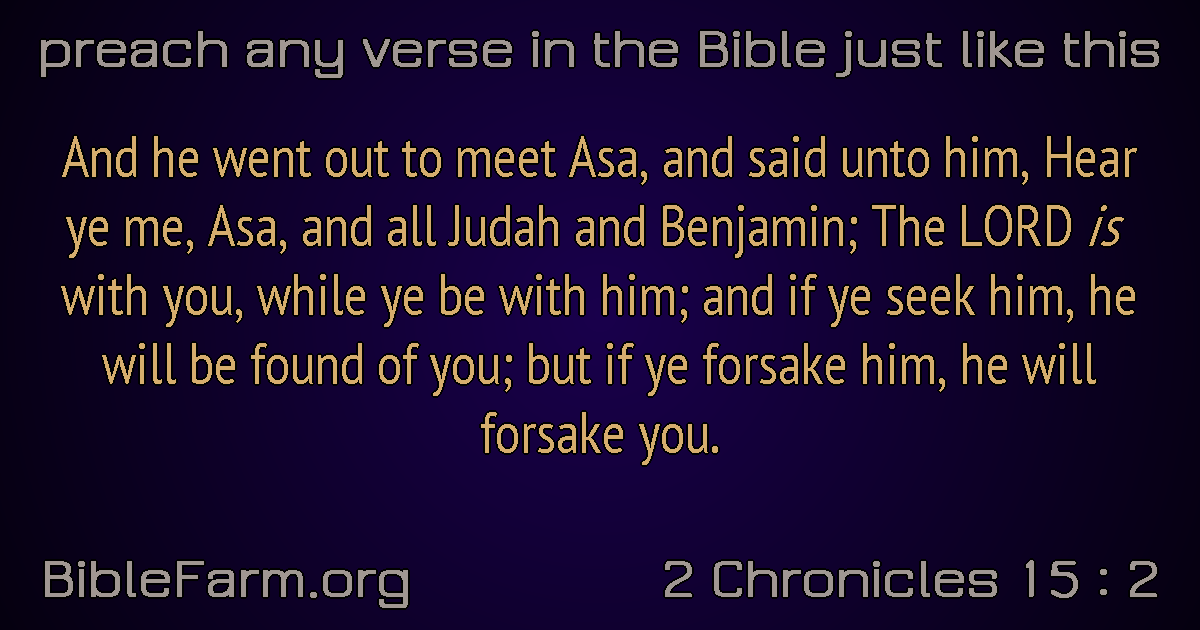 preach any verse in the Bible just like this
And he went out to meet Asa, and said unto him, Hear
ye me, Asa, and all Judah and Benjamin; The LORD is
with you, while ye be with him; and if ye seek him, he
will be found of you; but if ye forsake him, he will
forsake you.
BibleFarm.org
2 Chronicles 15 : 2